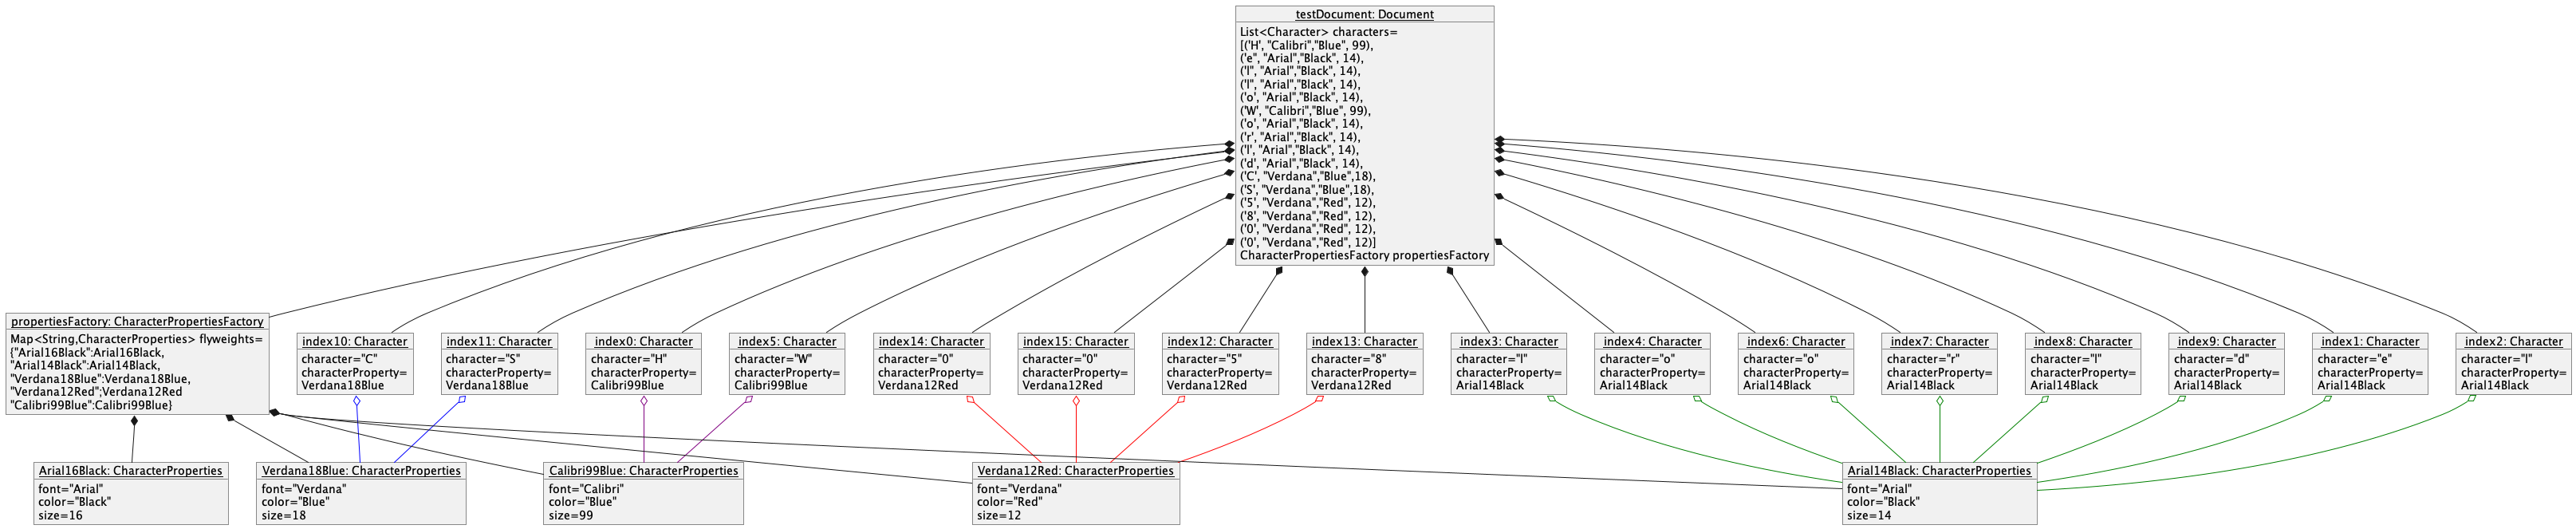 testDocument: Document
List<Character> characters=
[('H', "Calibri","Blue", 99),
('e", "Arial","Black", 14),
('l", "Arial","Black", 14),
('l", "Arial","Black", 14),
('o", "Arial","Black", 14),
('W", "Calibri","Blue", 99),
'o", "Arial","Black", 14),
('r", "Arial","Black", 14),
('l", "Arial","Black", 14),
('d", "Arial","Black", 14),
('C", "Verdana","Blue",18),
('S", "Verdana","Blue",18),
('5", "Verdana","Red", 12),
('8", "Verdana","Red", 12),
('0", "Verdana","Red", 12),
('0", "Verdana","Red", 12)]
CharacterPropertiesFactory propertiesFactory
propertiesFactory: CharacterPropertiesFactory
Map<String,CharacterProperties> flyweights=
{"Arial16Black":Arial16Black,
"Arial14Black":Arial14Black,
"Verdana18Blue":Verdana18Blue,
"Verdana12Red";Verdana12Red
"Calibri99Blue":Calibri99Blue}
index10: Character
character="C"
characterProperty=
Verdana18Blue
index11: Character
character="S"
characterProperty=
Verdana18Blue
index0: Character
character="H"
characterProperty=
Calibri99Blue
index5: Character
character="W"
characterProperty=
Calibri99Blue
index14: Character
character="0"
characterProperty=
Verdana12Red
index15: Character
character="0"
characterProperty=
Verdana12Red
index12: Character
character="5"
characterProperty=
Verdana12Red
index13: Character
character="8"
characterProperty=
Verdana12Red
index3: Character
character="l"
characterProperty=
Arial14Black
index4: Character
character="o"
characterProperty=
Arial14Black
index6: Character
character="o"
characterProperty=
Arial14Black
index7: Character
character="r"
characterProperty=
Arial14Black
index8: Character
character="l"
characterProperty=
Arial14Black
index9: Character
character="d"
characterProperty=
Arial14Black
index1: Character
character="e"
characterProperty=
Arial14Black
index2: Character
character="l"
characterProperty=
Arial14Black
Arial16Black: CharacterProperties
font="Arial"
color="Black"
size=16
Verdana18Blue: CharacterProperties
font="Verdana"
color="Blue"
size=18
Calibri99Blue: CharacterProperties
font="Calibri"
color="Blue"
size=99
Verdana12Red: CharacterProperties
font="Verdana"
color="Red"
size=12
Arial14Black: CharacterProperties
font="Arial"
color="Black"
size=14